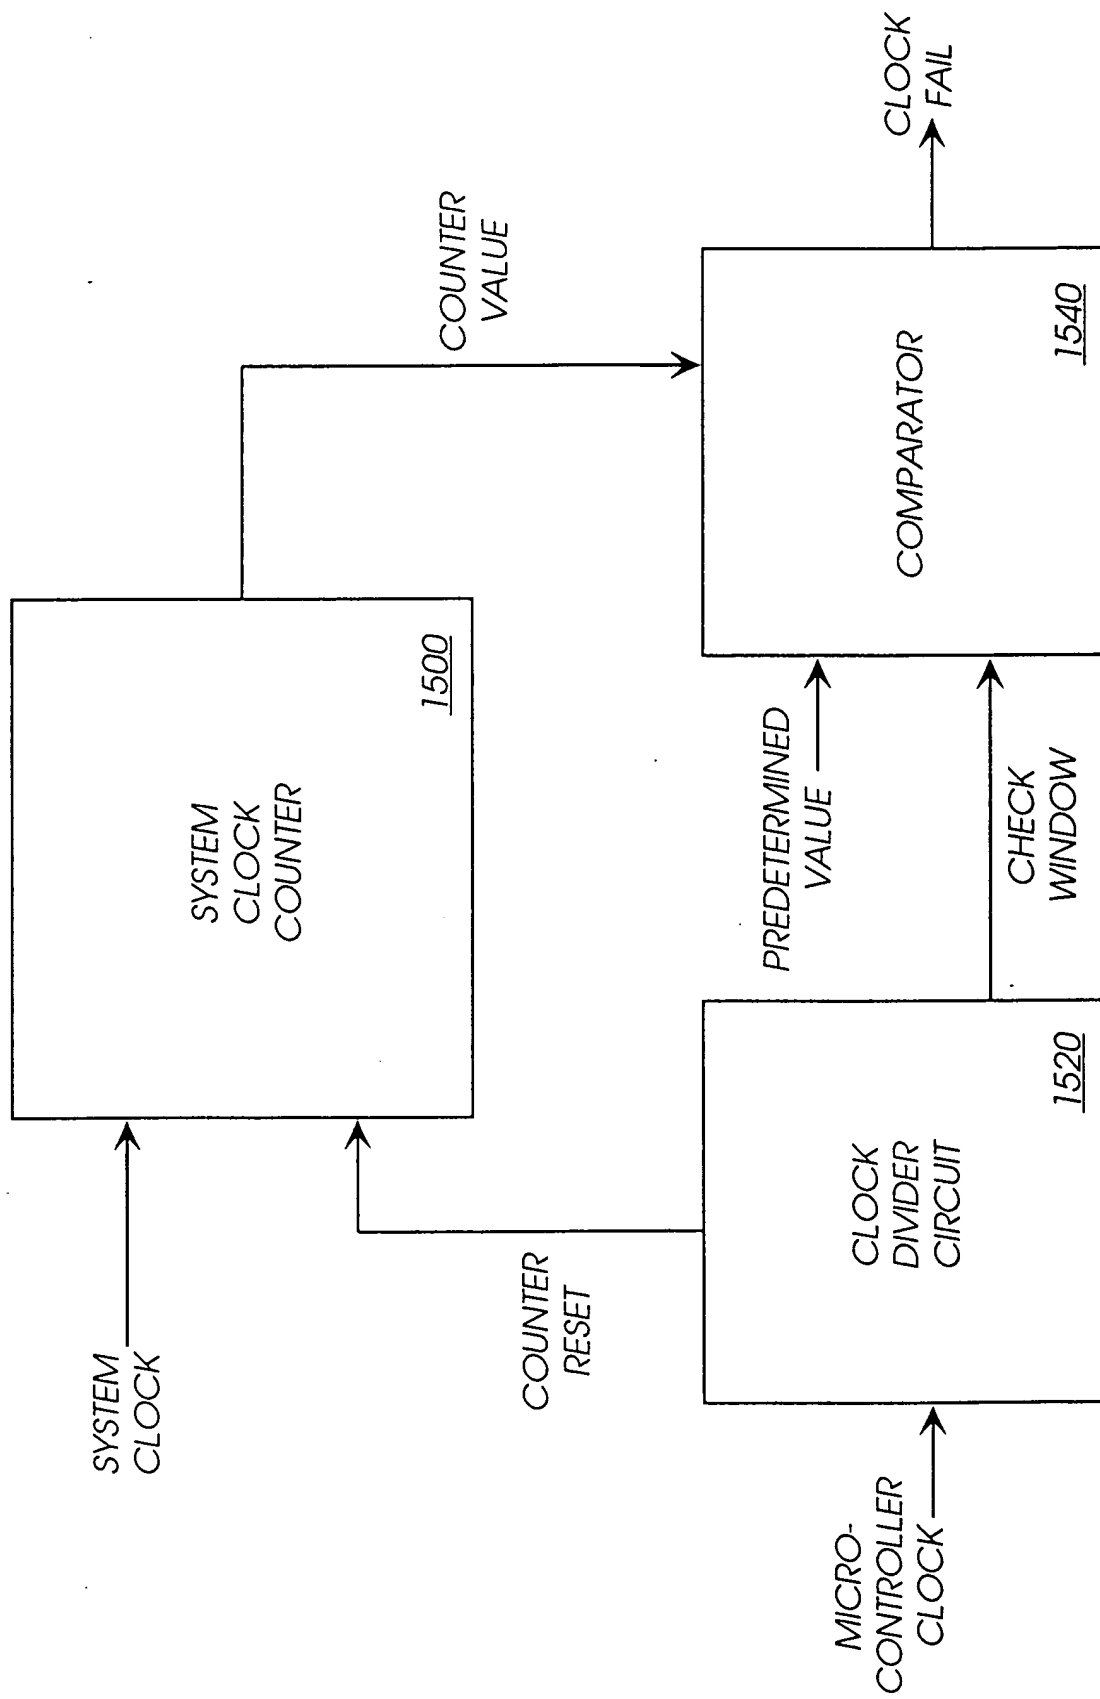 SYSTEM
CLOCK
SYSTEM
CLOCK
COUNTER
1500
COUNTER
VALUE
COUNTER
RESET
MICRO-
CONTROLLER
CLOCK
CLOCK
DIVIDER
CIRCUIT
1520
PREDETERMINED
VALUE
CHECK
WINDOW
COMPARATOR
1540
CLOCK
FAIL